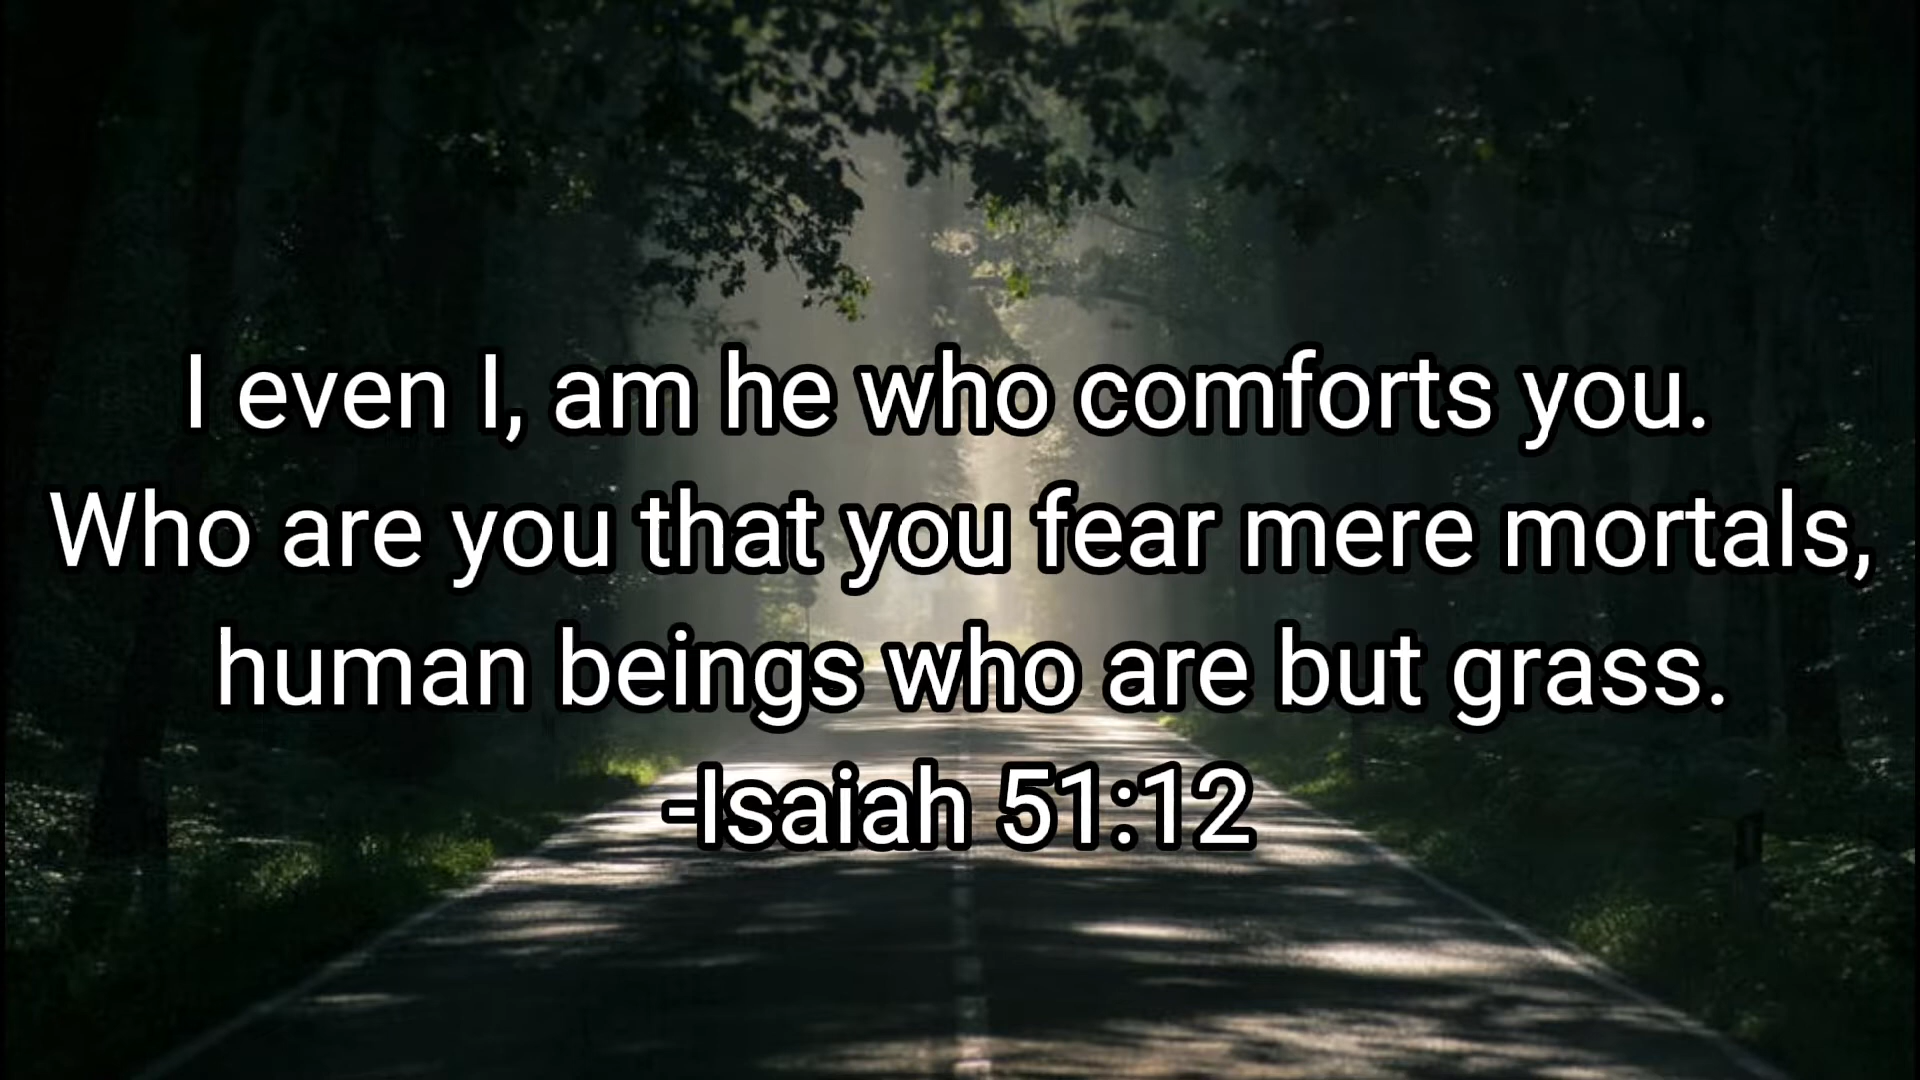 I even I, am he who comforts you.
Who are you that you fear mere mortals,
human beings who are but grass.
-Isaiah 51:12